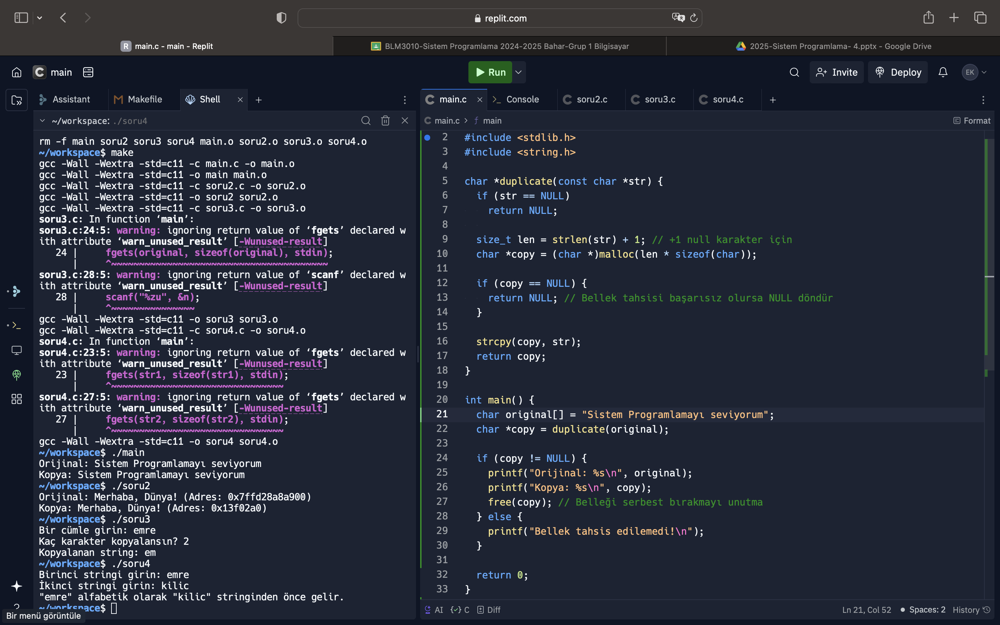 replit.com
R main.c - main - Replit
BLM3010-Sistem Programlama 2024-2025 Bahar-Grup 1 Bilgisayar
2025-Sistem Programlama- 4.pptx - Google Drive
main
Run
Invite
Deploy
EK
Assistant
Makefile
Shell
~/workspace: ./soru4
rm -f main soru2 soru3 soru4 main.o soru2.o soru3.o soru4.o
~/workspace$ make
gcc -Wall -Wextra -std=c11 -c main.c -o main.o
gcc -Wall -Wextra -std=c11 -o main main.o
gcc -Wall -Wextra -std=c11 -c soru2.c -o soru2.o
gcc -Wall -Wextra -std=c11 -o soru2 soru2.o
gcc -Wall -Wextra -std=c11 -c soru3.c -o soru3.o
soru3.c: In function ‘main’:
soru3.c:24:5: warning: ignoring return value of ‘fgets’ declared w
ith attribute ‘warn_unused_result’ [-Wunused-result]
24 |     fgets(original, sizeof(original), stdin);
|     ^~~~~~~~~~~~~~~~~~~~~~~~~~~~~~~~~~~~~~~~
soru3.c:28:5: warning: ignoring return value of ‘scanf’ declared w
ith attribute ‘warn_unused_result’ [-Wunused-result]
28 |     scanf("%zu", &n);
|     ^~~~~~~~~~~~~~~~
gcc -Wall -Wextra -std=c11 -o soru3 soru3.o
gcc -Wall -Wextra -std=c11 -c soru4.c -o soru4.o
soru4.c: In function ‘main’:
soru4.c:23:5: warning: ignoring return value of ‘fgets’ declared w
ith attribute ‘warn_unused_result’ [-Wunused-result]
23 |     fgets(str1, sizeof(str1), stdin);
|     ^~~~~~~~~~~~~~~~~~~~~~~~~~~~~~~~
soru4.c:27:5: warning: ignoring return value of ‘fgets’ declared w
ith attribute ‘warn_unused_result’ [-Wunused-result]
27 |     fgets(str2, sizeof(str2), stdin);
|     ^~~~~~~~~~~~~~~~~~~~~~~~~~~~~~~~
gcc -Wall -Wextra -std=c11 -o soru4 soru4.o
~/workspace$ ./main
Orijinal: Sistem Programlamayı seviyorum
Kopya: Sistem Programlamayı seviyorum
~/workspace$ ./soru2
Orijinal: Merhaba, Dünya! (Adres: 0x7ffd28a8a900)
Kopya: Merhaba, Dünya! (Adres: 0x13f02a0)
~/workspace$ ./soru3
Bir cümle girin: emre
Kaç karakter kopyalansın? 2
Kopyalanan string: em
~/workspace$ ./soru4
Birinci stringi girin: emre
İkinci stringi girin: kilic
"emre" alfabetik olarak "kilic" stringinden önce gelir.
~/workspace$
Bir menü görüntüle
main.c
Console
soru2.c
soru3.c
soru4.c
main.c > f main
Format
2 #include <stdlib.h>
3 #include <string.h>
4
5 char *duplicate(const char *str) {
6   if (str == NULL)
7     return NULL;
8
9   size_t len = strlen(str) + 1; // +1 null karakter için
10   char *copy = (char *)malloc(len * sizeof(char));
11
12   if (copy == NULL) {
13     return NULL; // Bellek tahsisi başarısız olursa NULL döndür
14   }
15
16   strcpy(copy, str);
17   return copy;
18 }
19
20 int main() {
21   char original[] = "Sistem Programlamayı seviyorum";
22   char *copy = duplicate(original);
23
24   if (copy != NULL) {
25     printf("Orijinal: %s\n", original);
26     printf("Kopya: %s\n", copy);
27     free(copy); // Belleği serbest bırakmayı unutma
28   } else {
29     printf("Bellek tahsis edilemedi!\n");
30   }
31
32   return 0;
33 }
AI {✓} C Diff
Ln 21, Col 52 • Spaces: 2 History